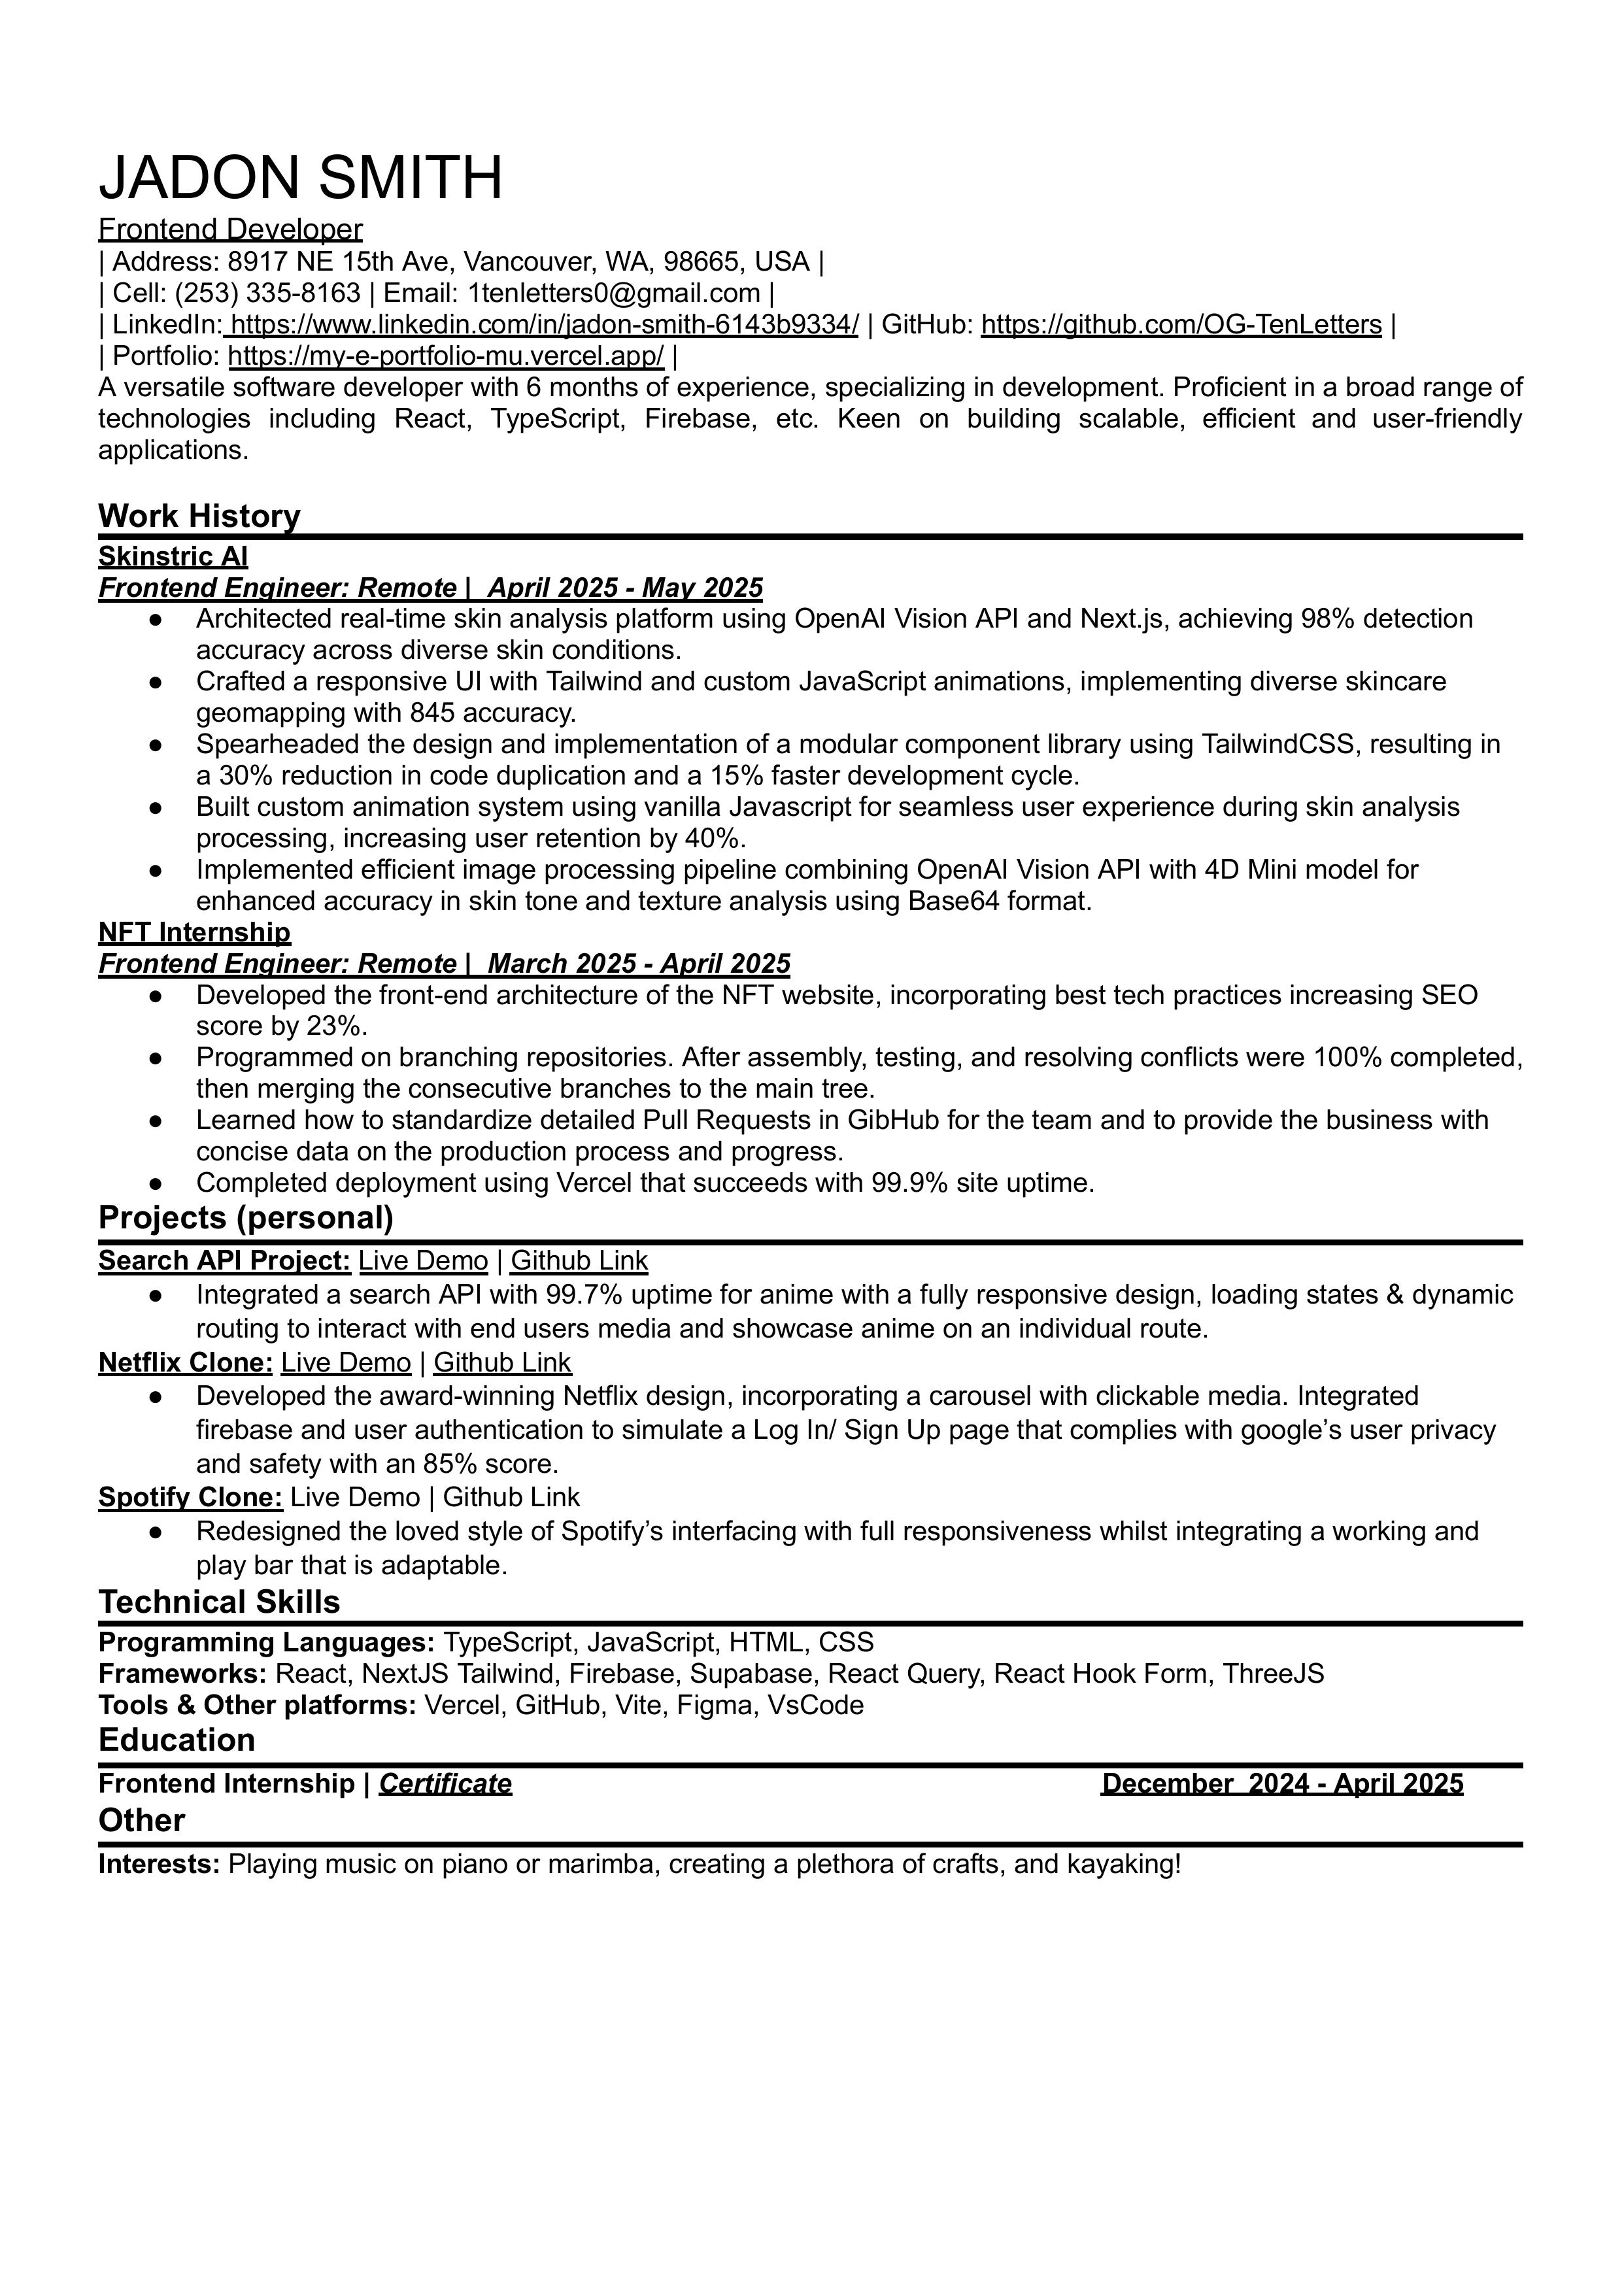 JADON SMITH
Frontend Developer
| Address: 8917 NE 15th Ave, Vancouver, WA, 98665, USA |
| Cell: (253) 335-8163 | Email: 1tenletters0@gmail.com |
| LinkedIn: https://www.linkedin.com/in/jadon-smith-6143b9334/ | GitHub: https://github.com/OG-TenLetters |
| Portfolio: https://my-e-portfolio-mu.vercel.app/ |
A versatile software developer with 6 months of experience, specializing in development. Proficient in a broad range of
technologies including React, TypeScript, Firebase, etc. Keen on building scalable, efficient and user-friendly
applications.
Work History
Skinstric AI
Frontend Engineer: Remote | April 2025 - May 2025
● Architected real-time skin analysis platform using OpenAI Vision API and Next.js, achieving 98% detection
accuracy across diverse skin conditions.
● Crafted a responsive UI with Tailwind and custom JavaScript animations, implementing diverse skincare
geomapping with 845 accuracy.
● Spearheaded the design and implementation of a modular component library using TailwindCSS, resulting in
a 30% reduction in code duplication and a 15% faster development cycle.
● Built custom animation system using vanilla Javascript for seamless user experience during skin analysis
processing, increasing user retention by 40%.
● Implemented efficient image processing pipeline combining OpenAI Vision API with 4D Mini model for
enhanced accuracy in skin tone and texture analysis using Base64 format.
NFT Internship
Frontend Engineer: Remote | March 2025 - April 2025
● Developed the front-end architecture of the NFT website, incorporating best tech practices increasing SEO
score by 23%.
● Programmed on branching repositories. After assembly, testing, and resolving conflicts were 100% completed,
then merging the consecutive branches to the main tree.
● Learned how to standardize detailed Pull Requests in GibHub for the team and to provide the business with
concise data on the production process and progress.
● Completed deployment using Vercel that succeeds with 99.9% site uptime.
Projects (personal)
Search API Project: Live Demo | Github Link
● Integrated a search API with 99.7% uptime for anime with a fully responsive design, loading states & dynamic
routing to interact with end users media and showcase anime on an individual route.
Netflix Clone: Live Demo | Github Link
● Developed the award-winning Netflix design, incorporating a carousel with clickable media. Integrated
firebase and user authentication to simulate a Log In/ Sign Up page that complies with google’s user privacy
and safety with an 85% score.
Spotify Clone: Live Demo | Github Link
● Redesigned the loved style of Spotify’s interfacing with full responsiveness whilst integrating a working and
play bar that is adaptable.
Technical Skills
Programming Languages: TypeScript, JavaScript, HTML, CSS
Frameworks: React, NextJS Tailwind, Firebase, Supabase, React Query, React Hook Form, ThreeJS
Tools & Other platforms: Vercel, GitHub, Vite, Figma, VsCode
Education
Frontend Internship | Certificate December 2024 - April 2025
Other
Interests: Playing music on piano or marimba, creating a plethora of crafts, and kayaking!